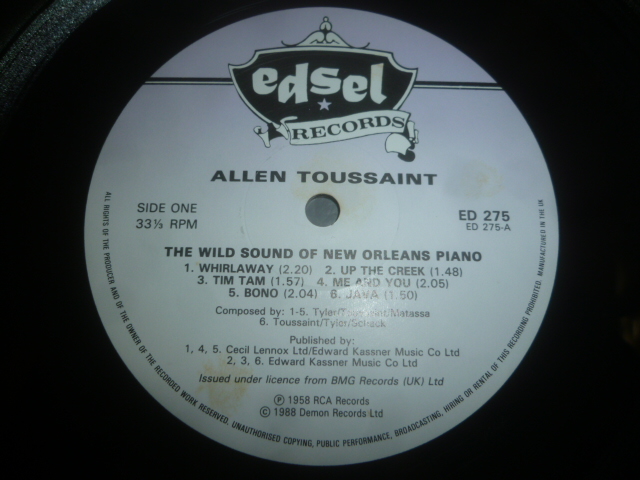 edsel
RECORDS
ALLEN TOUSSAINT
SIDE ONE
33⅓ RPM
ED 275
ED 275-A
THE WILD SOUND OF NEW ORLEANS PIANO
1. WHIRLAWAY (2.20) 2. UP THE CREEK (1.48)
3. TIM TAM (1.57) 4. ME AND YOU (2.05)
5. BONO (2.04) 6. JAVA (1.50)
Composed by: 1-5. Tyler/Toussaint/Matassa
6. Toussaint/Tyler/Schack
Published by:
1, 4, 5. Cecil Lennox Ltd/Edward Kassner Music Co Ltd
2, 3, 6. Edward Kassner Music Co Ltd
Issued under licence from BMG Records (UK) Ltd
Ⓟ 1958 RCA Records
© 1988 Demon Records Ltd
ALL RIGHTS OF THE PRODUCER AND OF THE OWNER OF THE RECORDED WORK RESERVED. UNAUTHORISED COPYING, PUBLIC PERFORMANCE, BROADCASTING, HIRING OR RENTAL OF THIS RECORDING PROHIBITED. MANUFACTURED IN THE UK